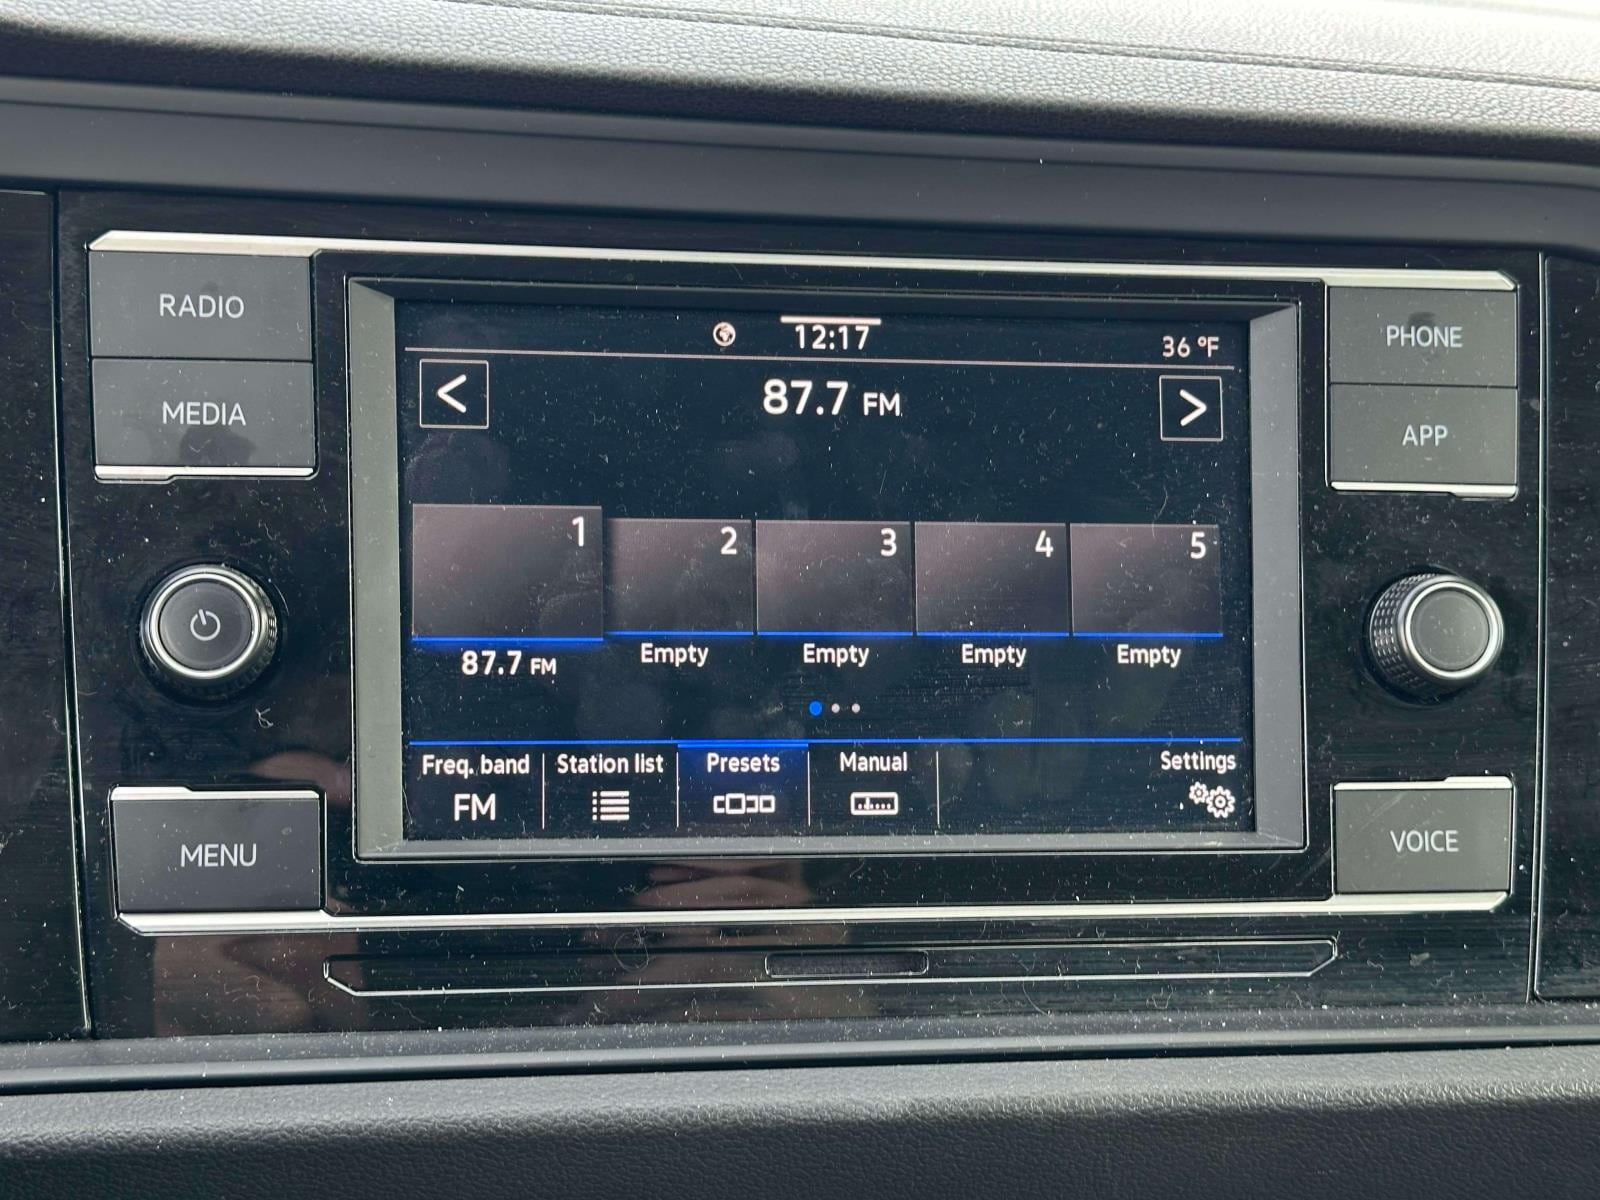 RADIO
MEDIA
MENU
12:17
36 °F
<
87.7 FM
>
1
2
3
4
5
87.7 FM
Empty
Empty
Empty
Empty
Freq. band
FM
Station list
Presets
Manual
Settings
PHONE
APP
VOICE